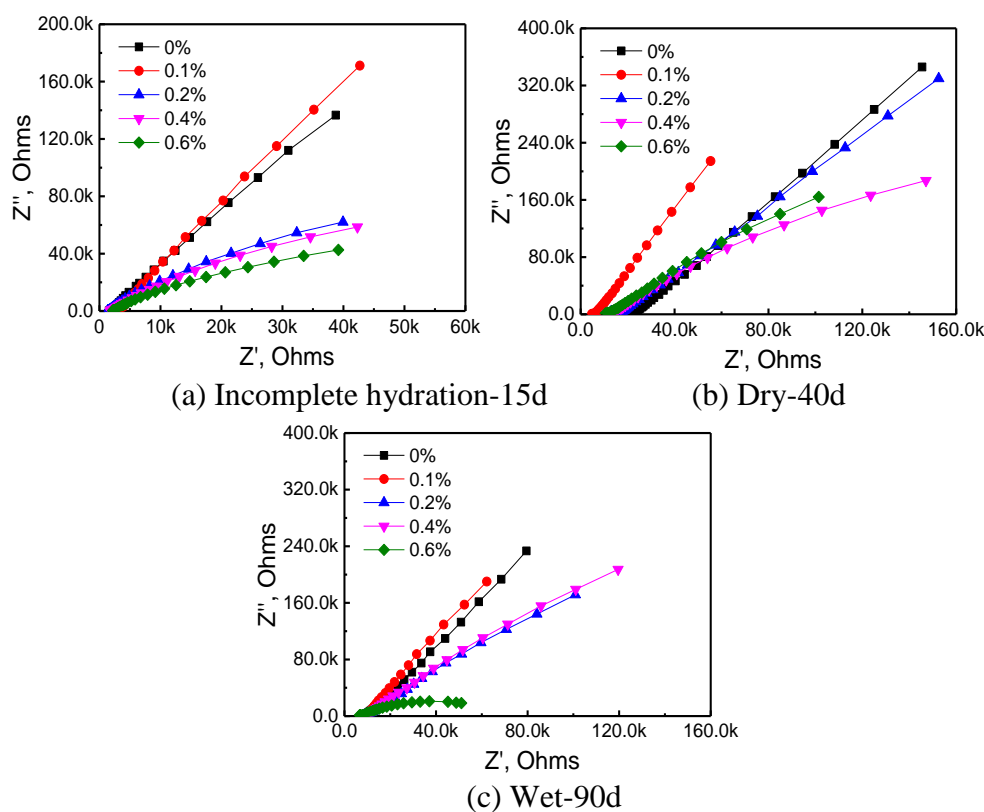 200.0k
160.0k
120.0k
80.0k
40.0k
0.0
Z'', Ohms
0%
0.1%
0.2%
0.4%
0.6%
0 10k 20k 30k 40k 50k 60k
Z', Ohms
(a) Incomplete hydration-15d
400.0k
320.0k
240.0k
160.0k
80.0k
0.0
Z'', Ohms
0%
0.1%
0.2%
0.4%
0.6%
0.0 40.0k 80.0k 120.0k 160.0k
Z', Ohms
(b) Dry-40d
400.0k
320.0k
240.0k
160.0k
80.0k
0.0
Z'', Ohms
0%
0.1%
0.2%
0.4%
0.6%
0.0 40.0k 80.0k 120.0k 160.0k
Z', Ohms
(c) Wet-90d